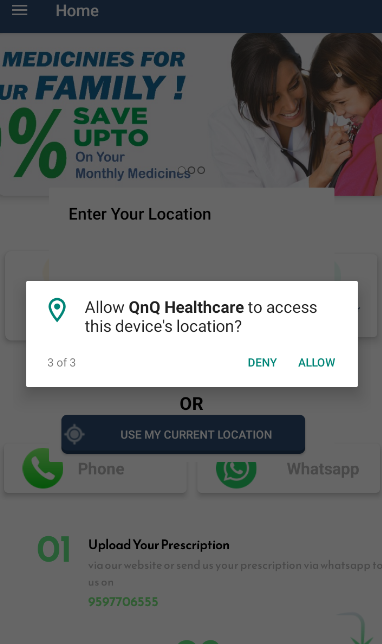 Home
MEDICINIES FOR
UR FAMILY !
% SAVE
UPTO
On Your
Monthly Medicines
Enter Your Location
Allow QnQ Healthcare to access
this device's location?
3 of 3
DENY
ALLOW
OR
USE MY CURRENT LOCATION
Phone
Whatsapp
01
Upload Your Prescription
via our website or send us your prescription via whatsapp to
us on
9597706555